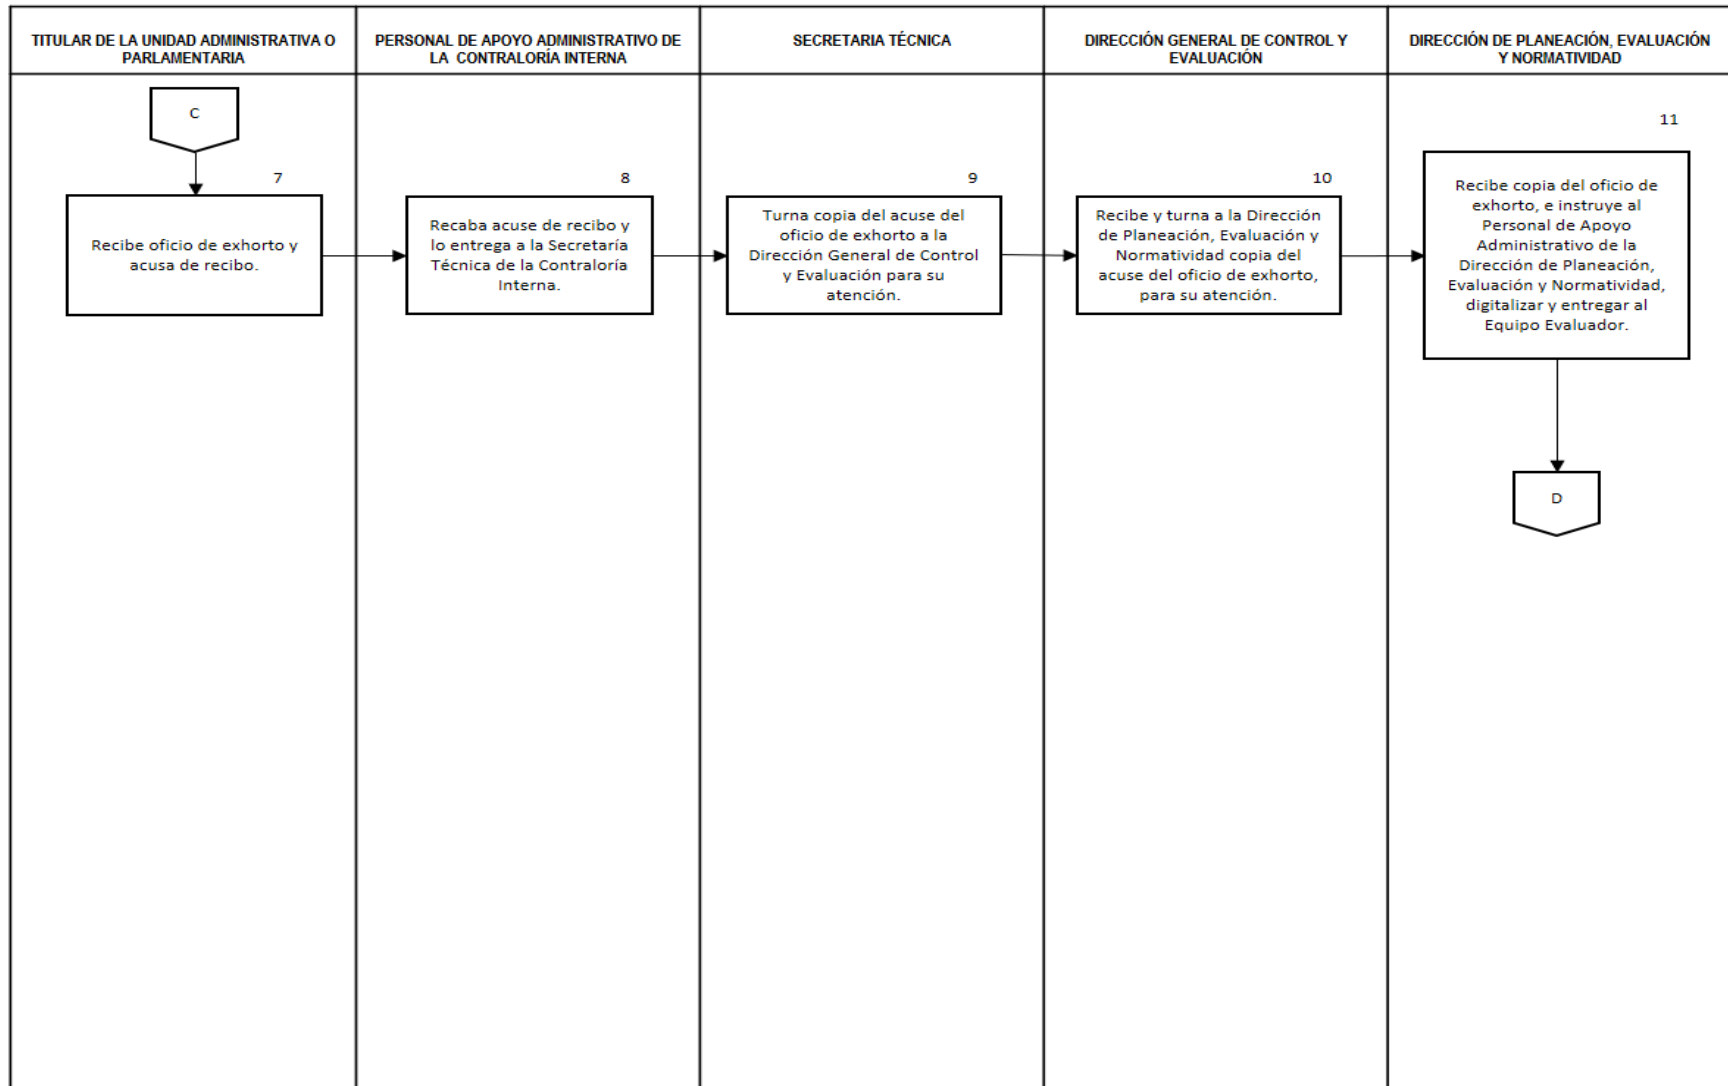 TITULAR DE LA UNIDAD ADMINISTRATIVA O
PARLAMENTARIA
PERSONAL DE APOYO ADMINISTRATIVO DE
LA CONTRALORÍA INTERNA
SECRETARIA TÉCNICA
DIRECCIÓN GENERAL DE CONTROL Y
EVALUACIÓN
DIRECCIÓN DE PLANEACIÓN, EVALUACIÓN
Y NORMATIVIDAD
C
7
Recibe oficio de exhorto y
acusa de recibo.
8
Recaba acuse de recibo y
lo entrega a la Secretaría
Técnica de la Contraloría
Interna.
9
Turna copia del acuse del
oficio de exhorto a la
Dirección General de Control
y Evaluación para su
atención.
10
Recibe y turna a la Dirección
de Planeación, Evaluación y
Normatividad copia del
acuse del oficio de exhorto,
para su atención.
11
Recibe copia del oficio de
exhorto, e instruye al
Personal de Apoyo
Administrativo de la
Dirección de Planeación,
Evaluación y Normatividad,
digitalizar y entregar al
Equipo Evaluador.
D